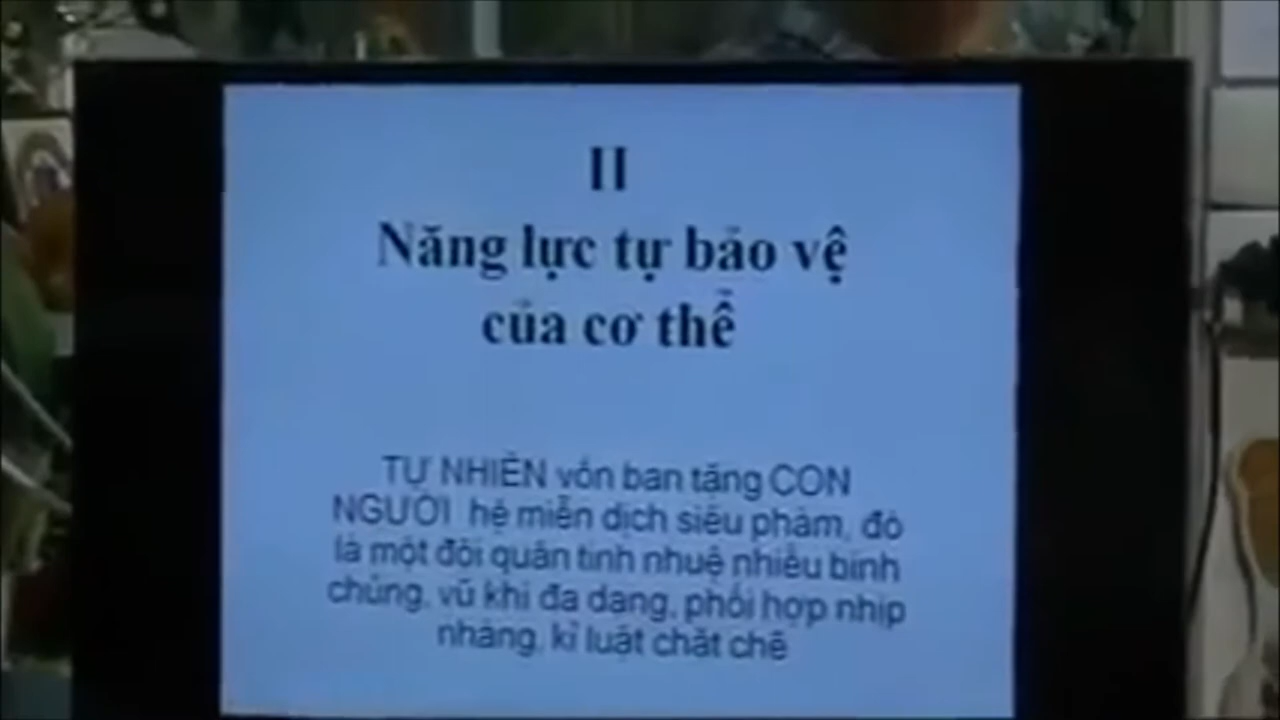 II
Năng lực tự bảo vệ
của cơ thể
TỰ NHIÊN vốn ban tặng CON
NGƯỜI hệ miễn dịch siêu phàm, đó
là một đội quân tinh nhuệ nhiều binh
chủng, vũ khí đa dạng, phối hợp nhịp
nhàng, kỉ luật chặt chẽ